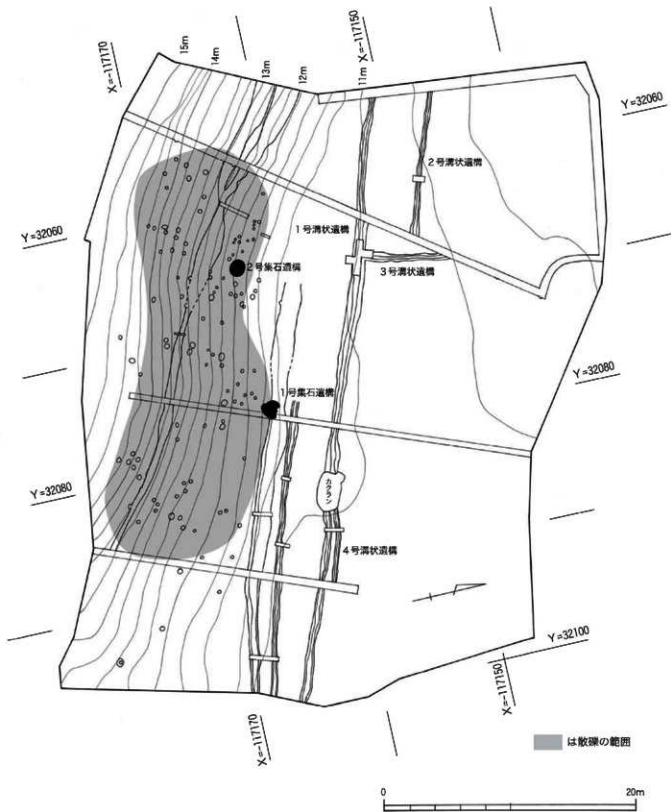 X=-117170
15m
14m
13m
12m
X=-117150
11m
Y=32060
2号溝状遺構
Y=32060
1号溝状遺構
2号集石遺構
3号溝状遺構
Y=32080
1号集石遺構
Y=32080
カクラン
4号溝状遺構
Y=32100
X=-117150
X=-117170
は散礫の範囲
0
20m